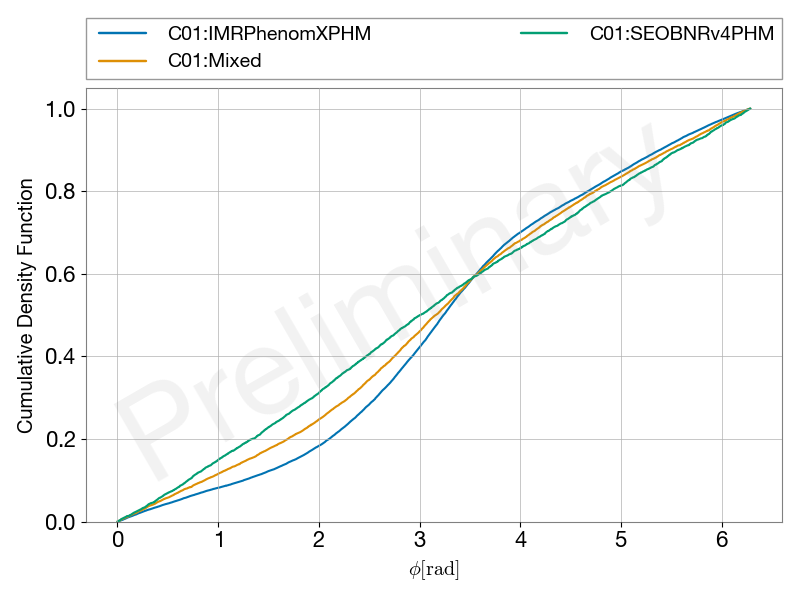 C01:IMRPhenomXPHM
C01:Mixed
C01:SEOBNRv4PHM
Cumulative Density Function
1.0
0.8
0.6
0.4
0.2
0.0
Preliminary
0 1 2 3 4 5 6
ϕ[rad]